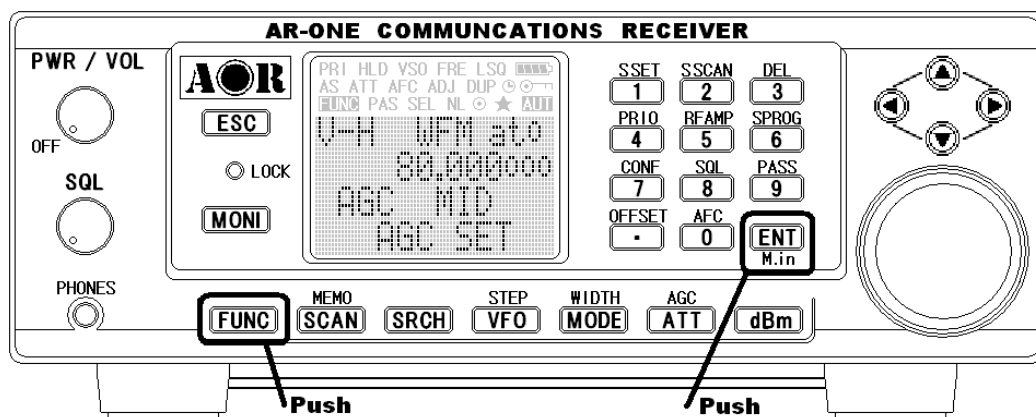 AR-ONE COMMUNCATIONS RECEIVER
PWR / VOL
OFF
SQL
PHONES
AOR
ESC
LOCK
MONI
PRI HLD VSO FRE LSQ
AS ATT AFC ADJ DUP
FUNC PAS SEL NL AUT
V-H WFM ato
80.000000
AGC MID
AGC SET
SSET SSCAN DEL
1 2 3
PRIO RFAMP SPROG
4 5 6
CONF SQL PASS
7 8 9
OFFSET AFC
. 0 ENT
M.in
MEMO STEP WIDTH AGC
FUNC SCAN SRCH VFO MODE ATT dBm
Push Push